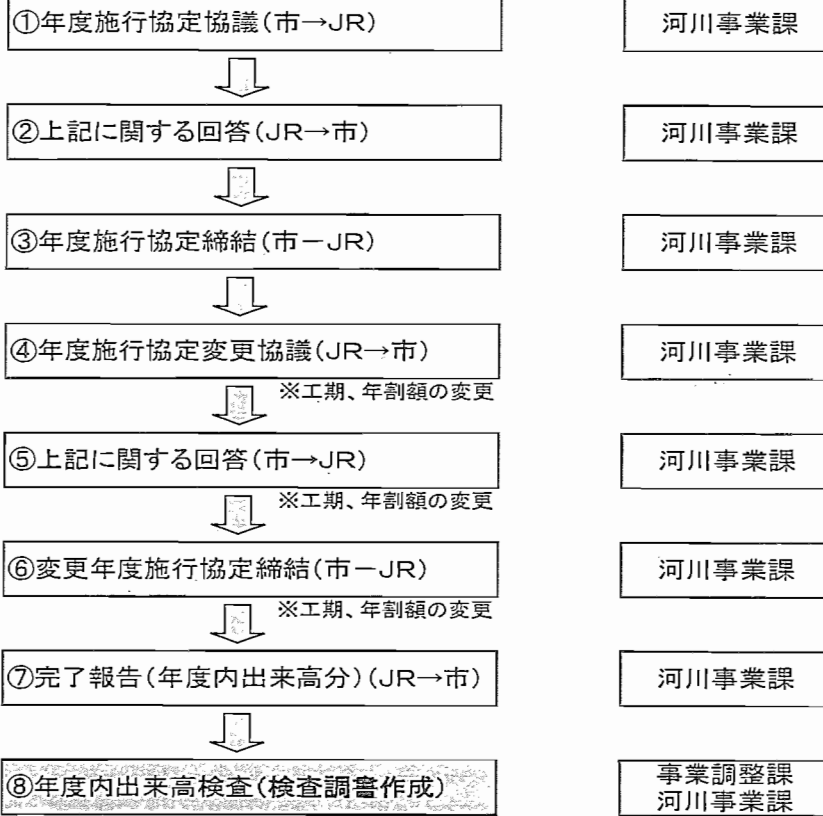 ①年度施行協定協議(市→JR)
河川事業課
②上記に関する回答(JR→市)
河川事業課
③年度施行協定締結(市－JR)
河川事業課
④年度施行協定変更協議(JR→市)
河川事業課
※工期、年割額の変更
⑤上記に関する回答(市→JR)
河川事業課
※工期、年割額の変更
⑥変更年度施行協定締結(市－JR)
河川事業課
※工期、年割額の変更
⑦完了報告(年度内出来高分)(JR→市)
河川事業課
⑧年度内出来高検査(検査調書作成)
事業調整課
河川事業課